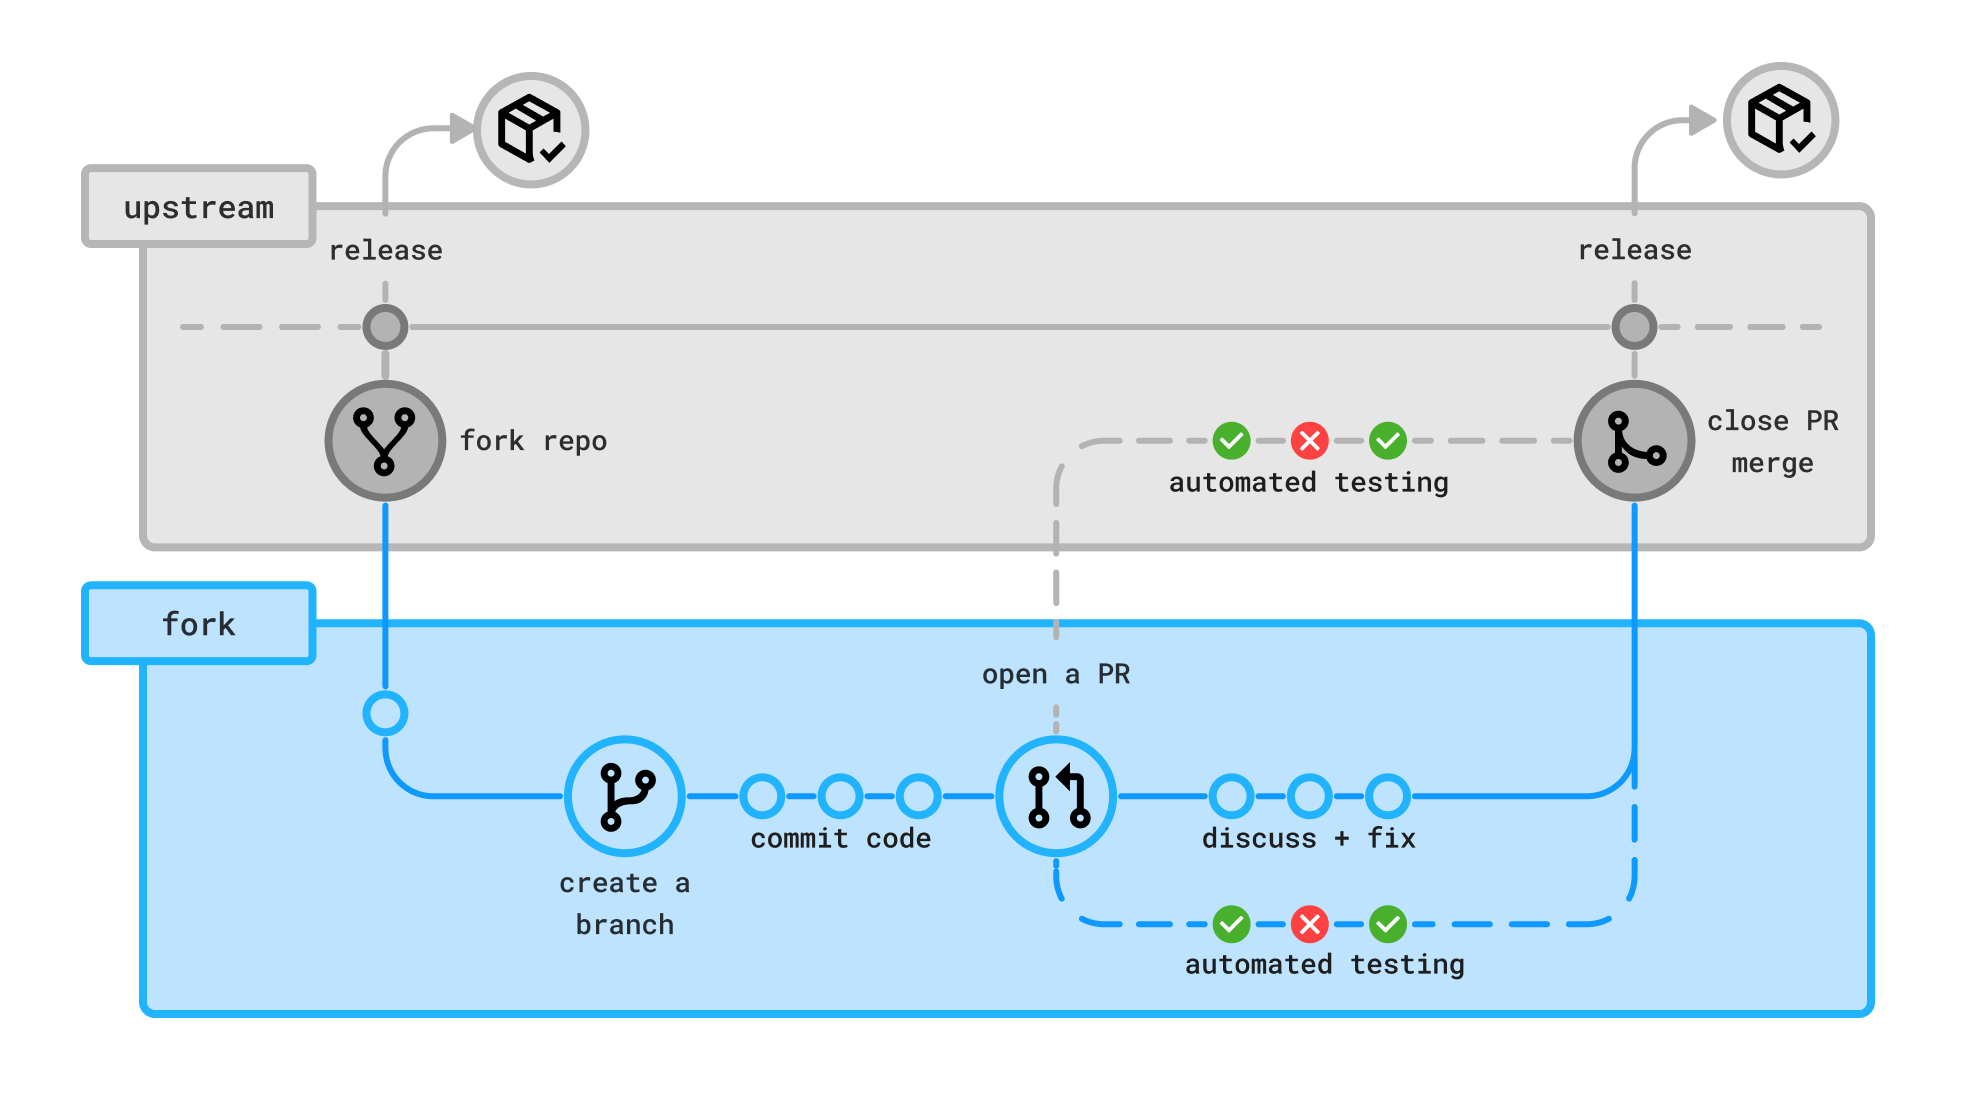 upstream
release
release
fork repo
automated testing
close PR
merge
fork
open a PR
commit code
discuss + fix
create a
branch
automated testing